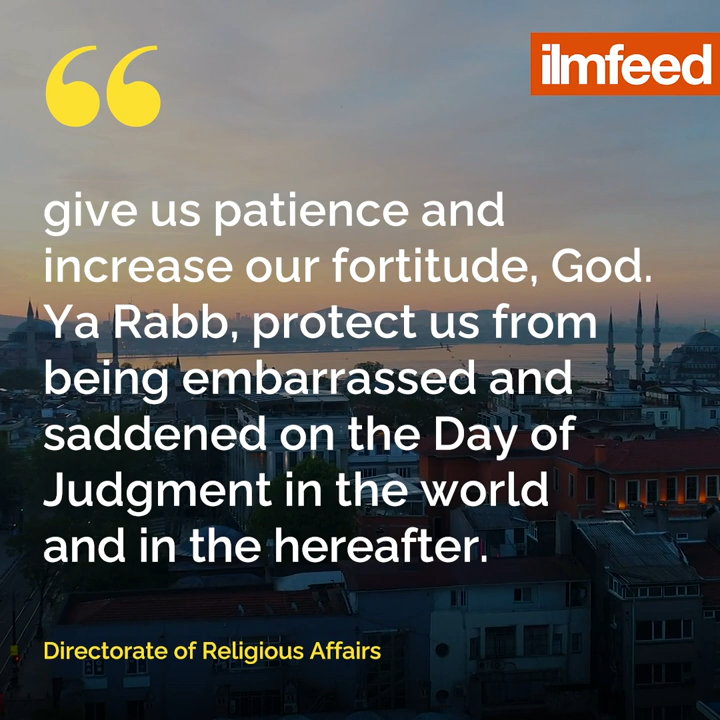 ilmfeed
give us patience and
increase our fortitude, God.
Ya Rabb, protect us from
being embarrassed and
saddened on the Day of
Judgment in the world
and in the hereafter.
Directorate of Religious Affairs